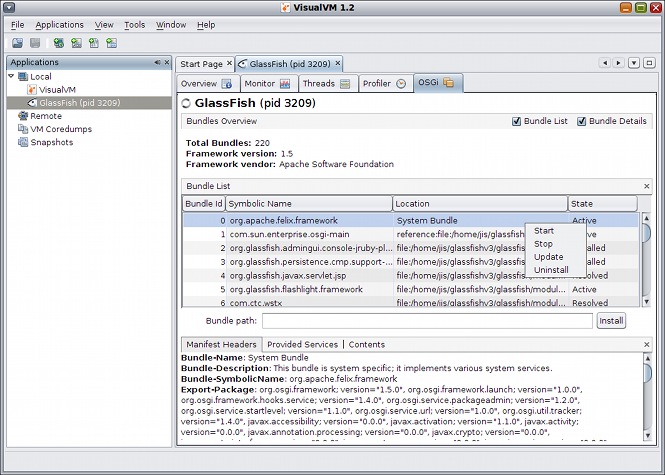 VisualVM 1.2
File Applications View Tools Window Help
Applications
Local
VisualVM
GlassFish (pid 3209)
Remote
VM Coredumps
Snapshots
Start Page GlassFish (pid 3209)
Overview Monitor Threads Profiler OSGi
GlassFish (pid 3209)
Bundles Overview Bundle List Bundle Details
Total Bundles: 220
Framework version: 1.5
Framework vendor: Apache Software Foundation
Bundle List
Bundle Id Symbolic Name Location State
0 org.apache.felix.framework System Bundle Active
1 com.sun.enterprise.osgi-main reference:file:/home/jis/glassfish Active
2 org.glassfish.admingui.console-jruby-pl... file:/home/jis/glassfishv3/glassfish alled
3 org.glassfish.persistence.cmp.support-... file:/home/jis/glassfishv3/glassfish alled
4 org.glassfish.javax.servlet.jsp file:/home/jis/glassfishv3/glassfish Resolved
5 org.glassfish.flashlight.framework file:/home/jis/glassfishv3/glassfish/modul... Active
6 com.ctc.wstx file:/home/jis/glassfishv3/glassfish/modul... Resolved
Start
Stop
Update
Uninstall
Bundle path: Install
Manifest Headers Provided Services Contents
Bundle-Name: System Bundle
Bundle-Description: This bundle is system specific; it implements various system services.
Bundle-SymbolicName: org.apache.felix.framework
Export-Package: org.osgi.framework; version="1.5.0", org.osgi.framework.launch; version="1.0.0",
org.osgi.framework.hooks.service; version="1.4.0", org.osgi.service.packageadmin; version="1.2.0",
org.osgi.service.startlevel; version="1.1.0", org.osgi.service.url; version="1.0.0", org.osgi.util.tracker;
version="1.4.0", javax.accessibility; version="0.0.0", javax.activation; version="1.1.0", javax.activity;
version="0.0.0", javax.annotation.processing; version="0.0.0", javax.crypto; version="0.0.0",